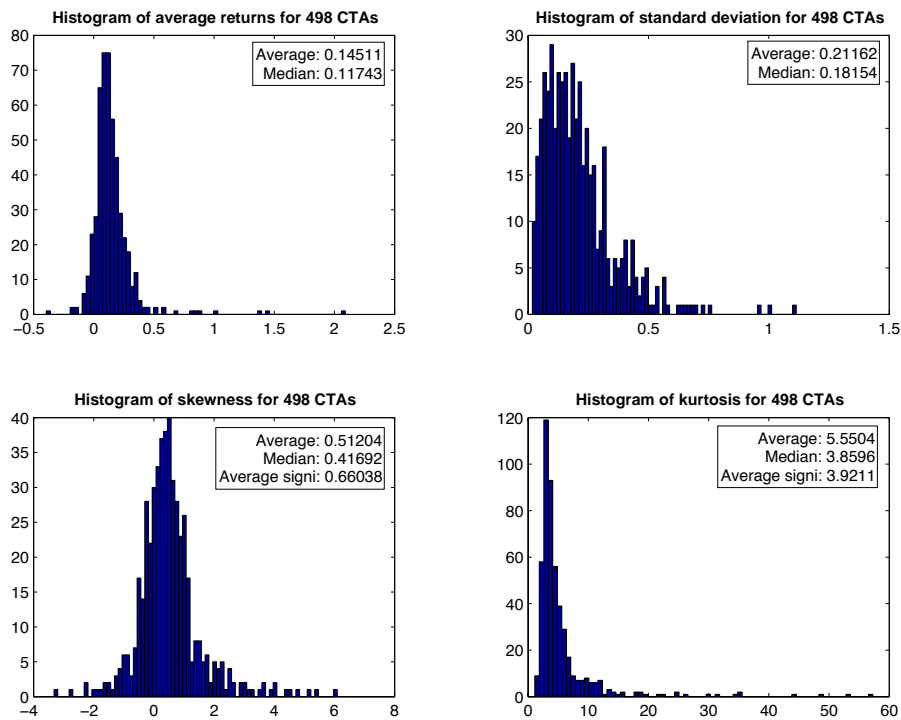 Histogram of average returns for 498 CTAs
80
70
60
50
40
30
20
10
0
−0.5 0 0.5 1 1.5 2 2.5
Average: 0.14511
Median: 0.11743
Histogram of standard deviation for 498 CTAs
30
25
20
15
10
5
0
0 0.5 1 1.5
Average: 0.21162
Median: 0.18154
Histogram of skewness for 498 CTAs
40
35
30
25
20
15
10
5
0
−4 −2 0 2 4 6 8
Average: 0.51204
Median: 0.41692
Average signi: 0.66038
Histogram of kurtosis for 498 CTAs
120
100
80
60
40
20
0
0 10 20 30 40 50 60
Average: 5.5504
Median: 3.8596
Average signi: 3.9211